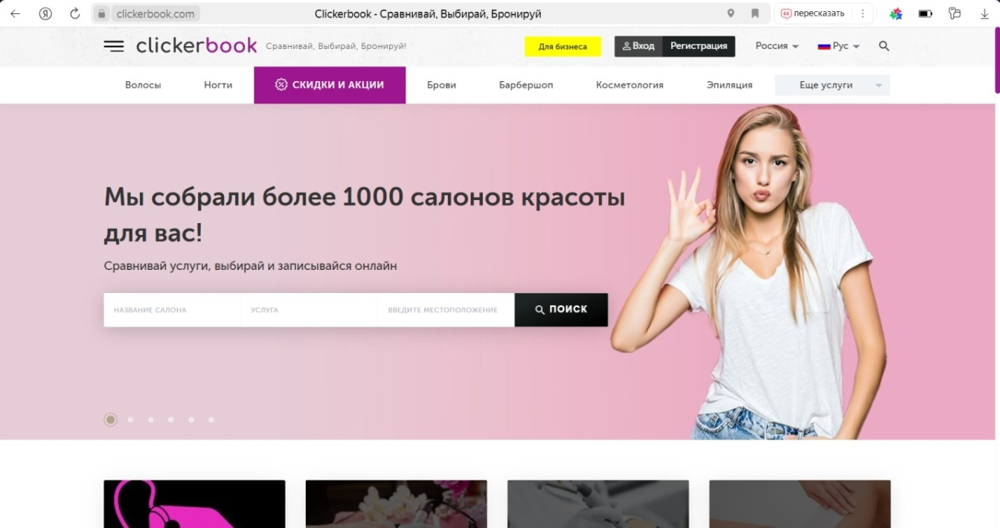 clickerbook.com
Clickerbook - Сравнивай, Выбирай, Бронируй
пересказать
clickerbook
Сравнивай, Выбирай, Бронируй!
Для бизнеса
Вход
Регистрация
Россия
Рус
Волосы
Ногти
СКИДКИ И АКЦИИ
Брови
Барбершоп
Косметология
Эпиляция
Еще услуги
Мы собрали более 1000 салонов красоты
для вас!
Сравнивай услуги, выбирай и записывайся онлайн
НАЗВАНИЕ САЛОНА
УСЛУГА
ВВЕДИТЕ МЕСТОПОЛОЖЕНИЕ
ПОИСК